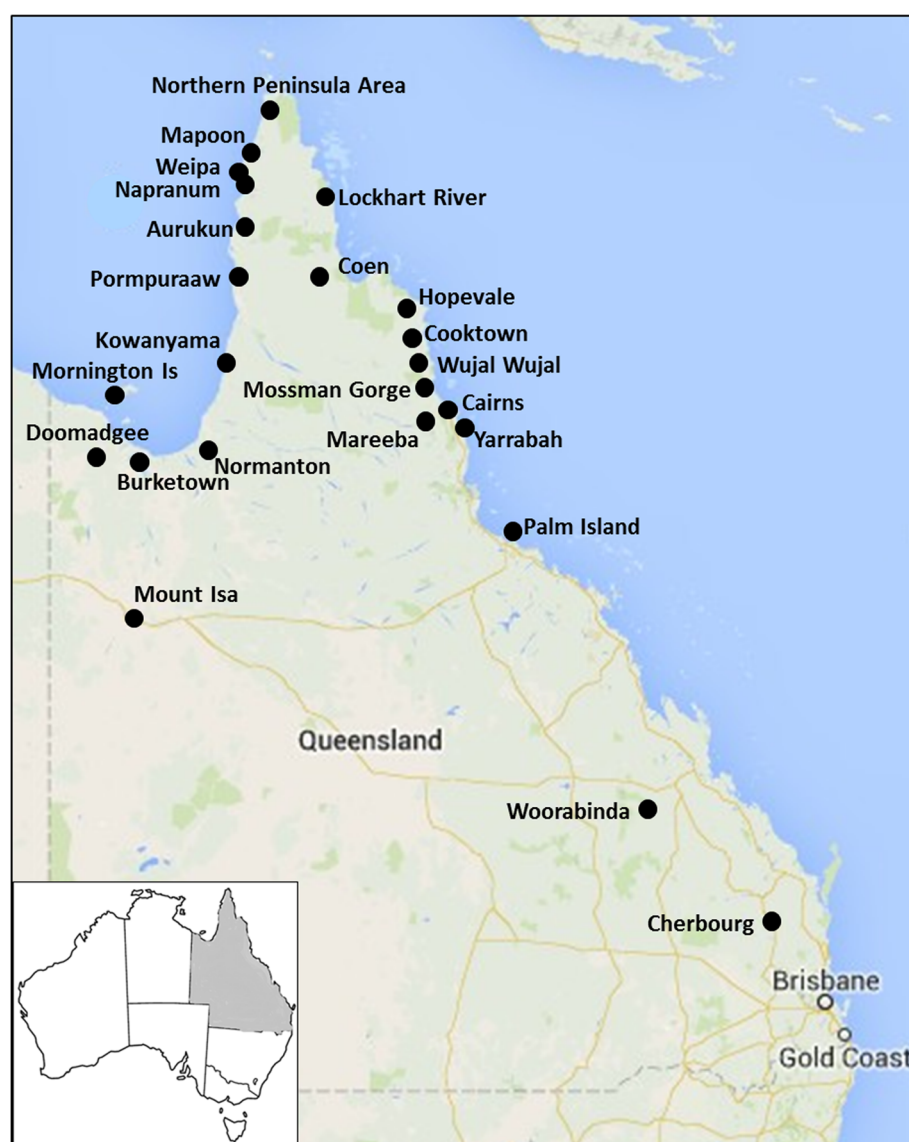 Northern Peninsula Area
Mapoon
Weipa
Napranum
Lockhart River
Aurukun
Coen
Pormpuraaw
Hopevale
Cooktown
Kowanyama
Wujal Wujal
Mornington Is
Mossman Gorge
Cairns
Doomadgee
Mareeba
Yarrabah
Normanton
Burketown
Palm Island
Mount Isa
Queensland
Woorabinda
Cherbourg
Brisbane
Gold Coast